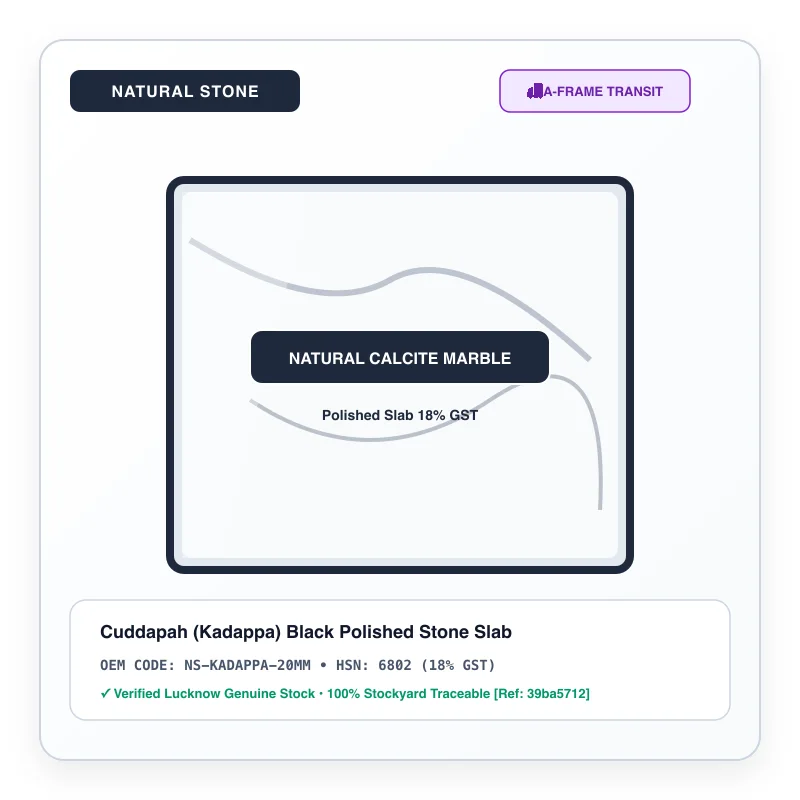 NATURAL STONE
A-FRAME TRANSIT
NATURAL CALCITE MARBLE
Polished Slab 18% GST
Cuddapah (Kadappa) Black Polished Stone Slab
OEM CODE: NS–KADAPPA–20MM • HSN: 6802 (18% GST)
✓ Verified Lucknow Genuine Stock · 100% Stockyard Traceable [Ref: 39ba5712]